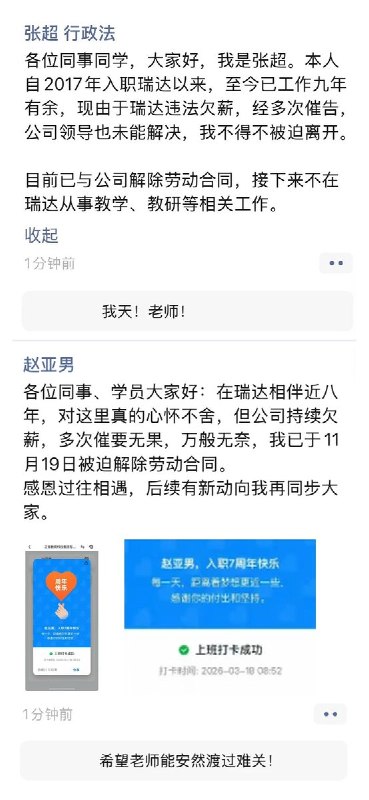 张超 行政法
各位同事同学，大家好，我是张超。本人
自2017年入职瑞达以来，至今已工作九年
有余，现由于瑞达违法欠薪，经多次催告，
公司领导也未能解决，我不得不被迫离开。
目前已与公司解除劳动合同，接下来不在
瑞达从事教学、教研等相关工作。
收起
1分钟前
我天！老师！
赵亚男
各位同事、学员大家好：在瑞达相伴近八
年，对这里真的心怀不舍，但公司持续欠
薪，多次催要无果，万般无奈，我已于11
月19日被迫解除劳动合同。
感恩过往相遇，后续有新动向我再同步大
家。
周年
快乐
上班打卡成功
赵亚男，入职7周年快乐
每一天，距离着梦想更近一些，
感谢你的付出和坚持。
上班打卡成功
打卡时间: 2026-03-18 08:52
1分钟前
希望老师能安然渡过难关！